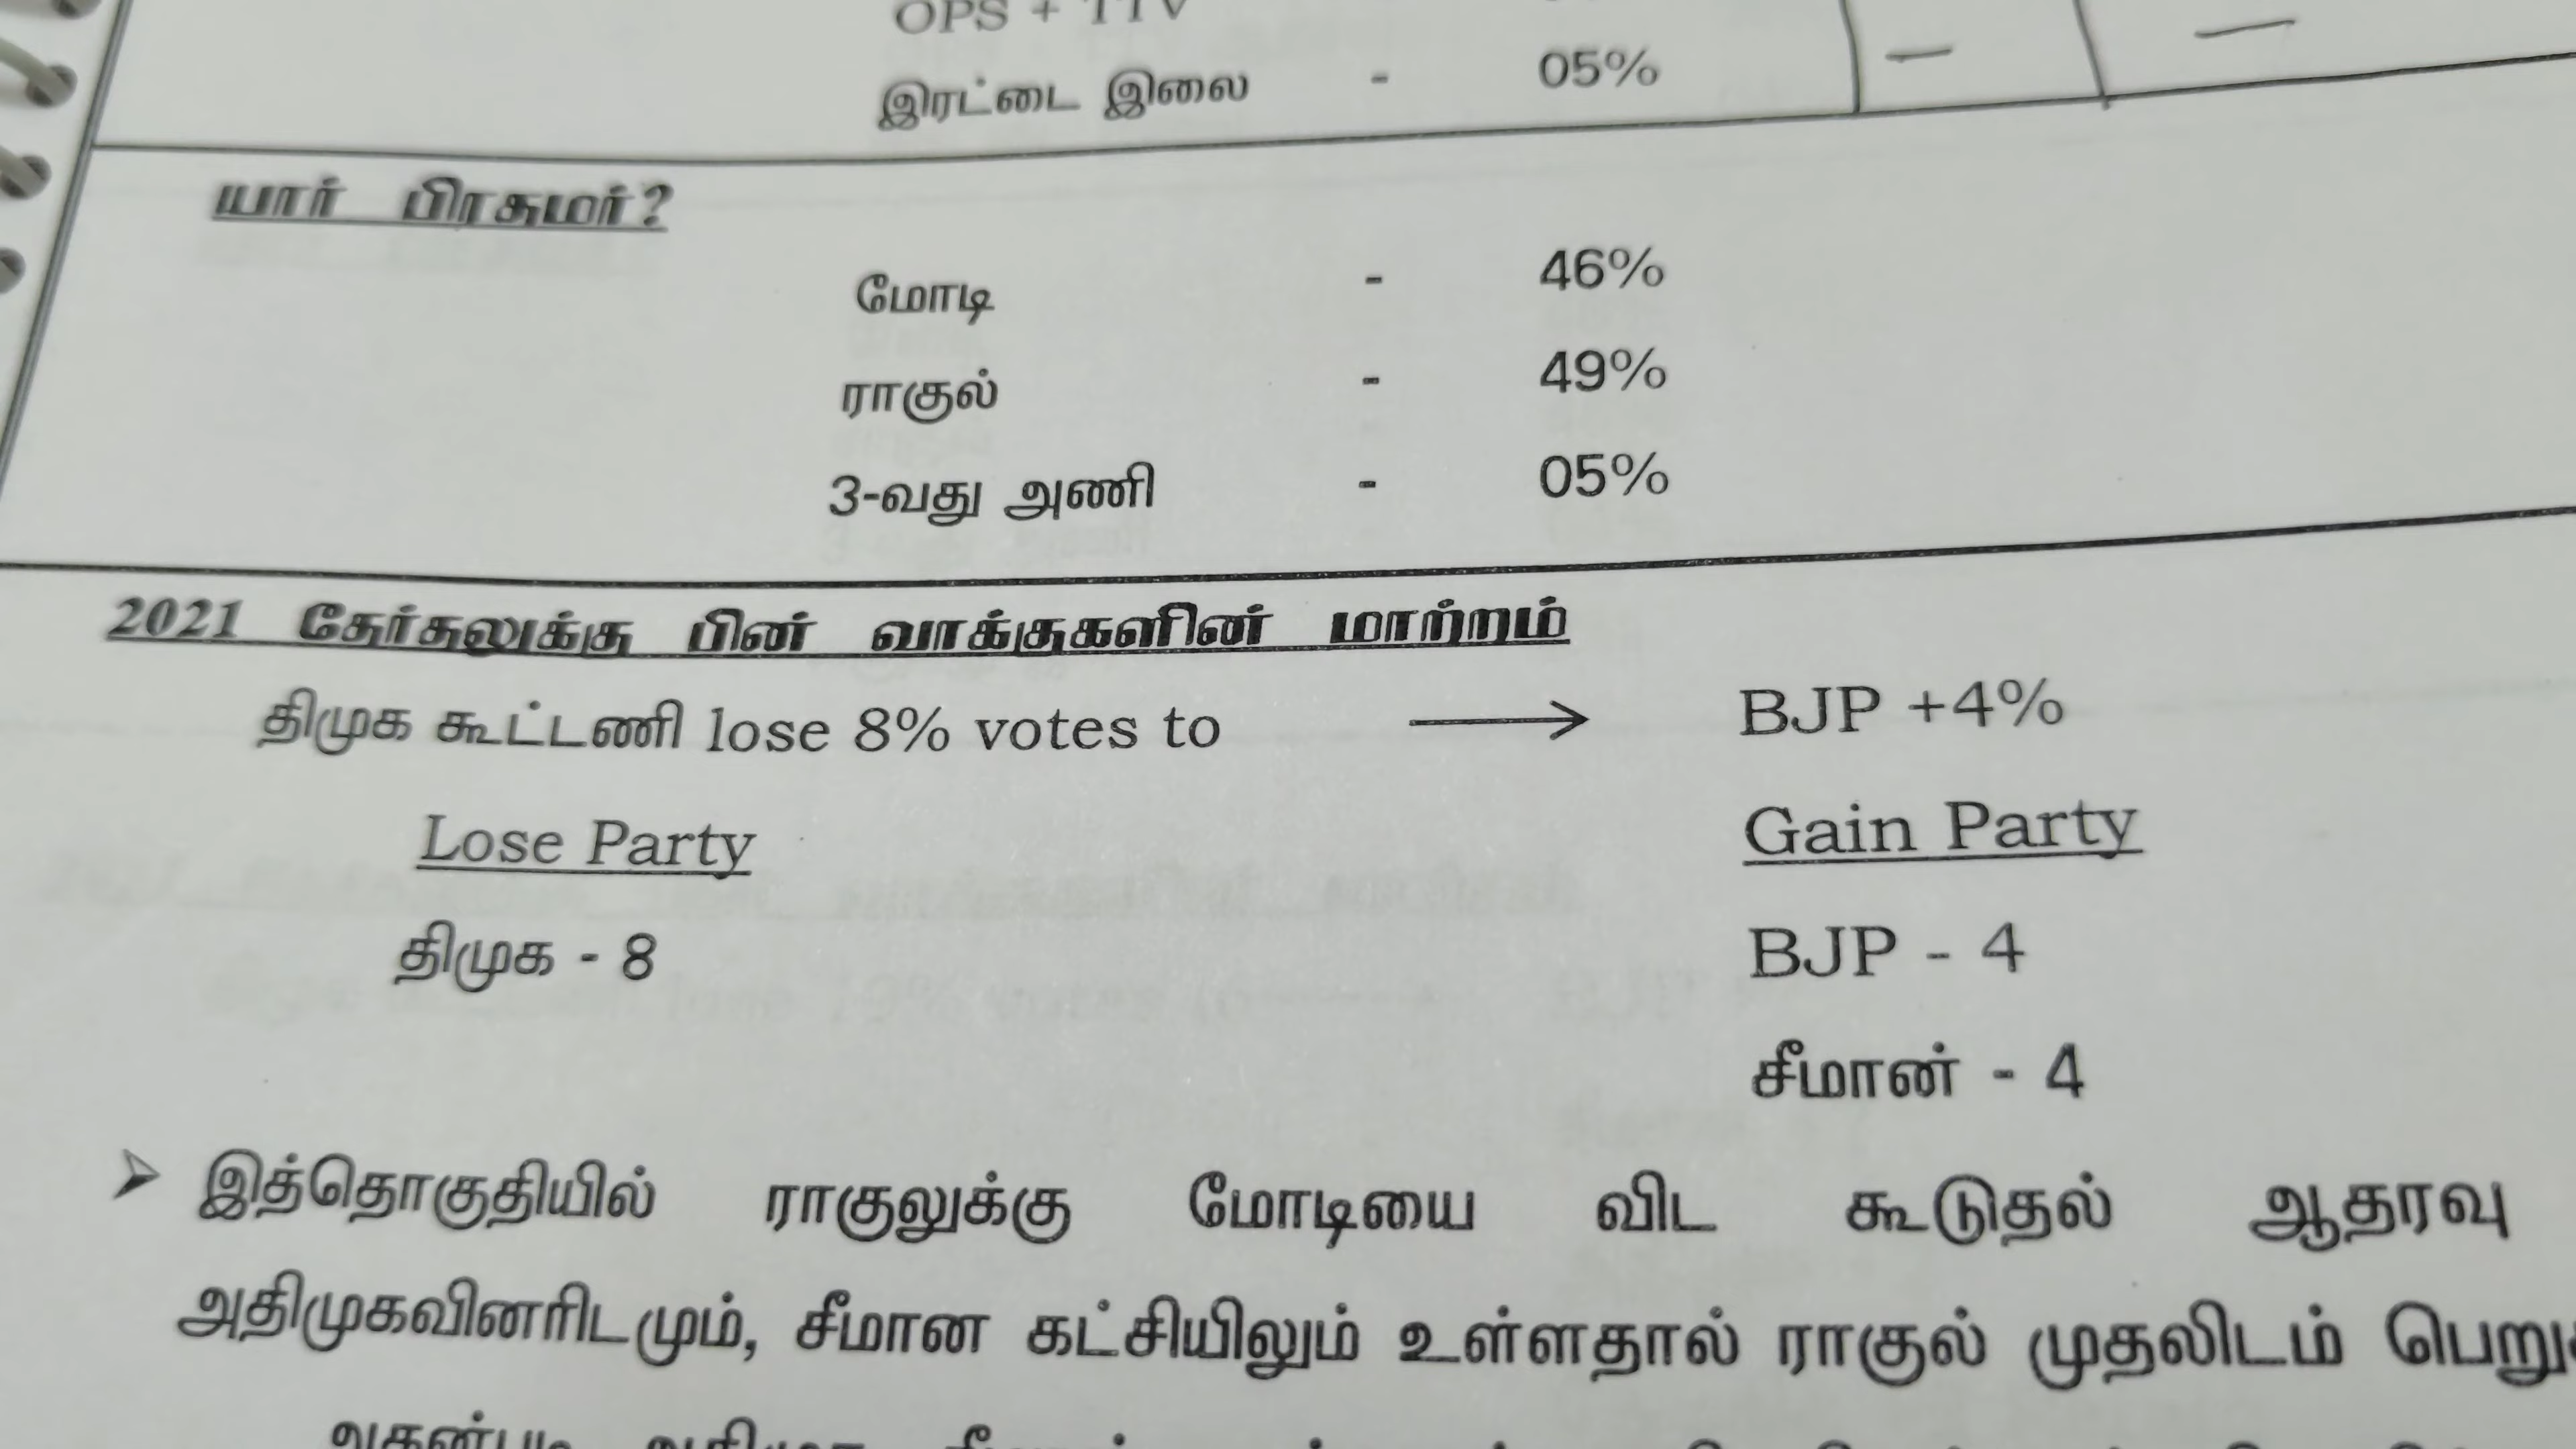 OPS + TTV
இரட்டை இலை - 05% — —
யார் பிரதமர்?
மோடி - 46%
ராகுல் - 49%
3-வது அணி - 05%
2021 தேர்தலுக்கு பின் வாக்குகளின் மாற்றம்
திமுக கூட்டணி lose 8% votes to → BJP +4%
Lose Party Gain Party
திமுக - 8 BJP - 4
சீமான் - 4
➤ இத்தொகுதியில் ராகுலுக்கு மோடியை விட கூடுதல் ஆதரவு
அதிமுகவினரிடமும், சீமான கட்சியிலும் உள்ளதால் ராகுல் முதலிடம்